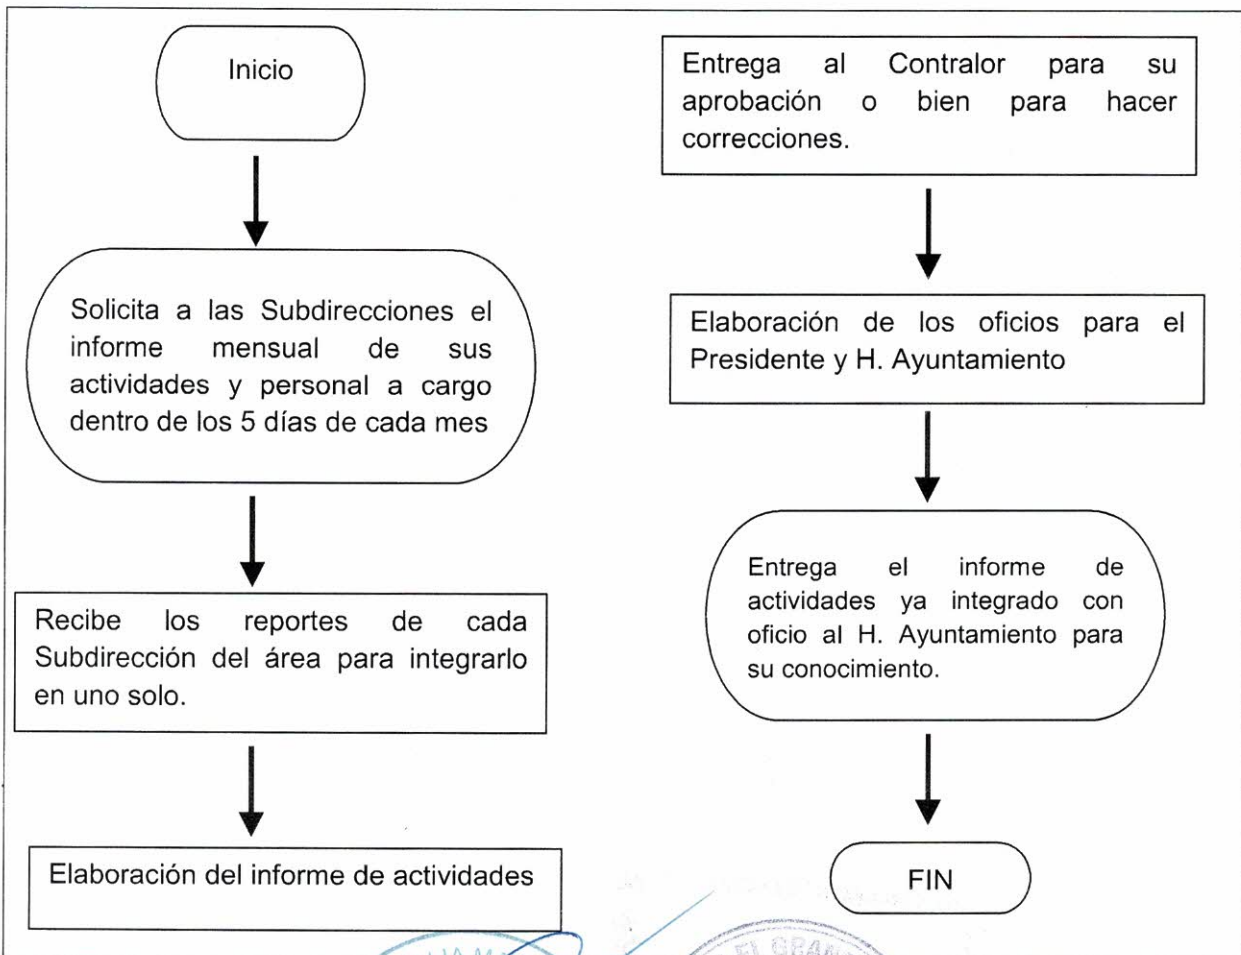 Inicio
Solicita a las Subdirecciones el
informe mensual de sus
actividades y personal a cargo
dentro de los 5 días de cada mes
Recibe los reportes de cada
Subdirección del área para integrarlo
en uno solo.
Elaboración del informe de actividades
Entrega al Contralor para su
aprobación o bien para hacer
correcciones.
Elaboración de los oficios para el
Presidente y H. Ayuntamiento
Entrega el informe de
actividades ya integrado con
oficio al H. Ayuntamiento para
su conocimiento.
FIN
EL GRAN